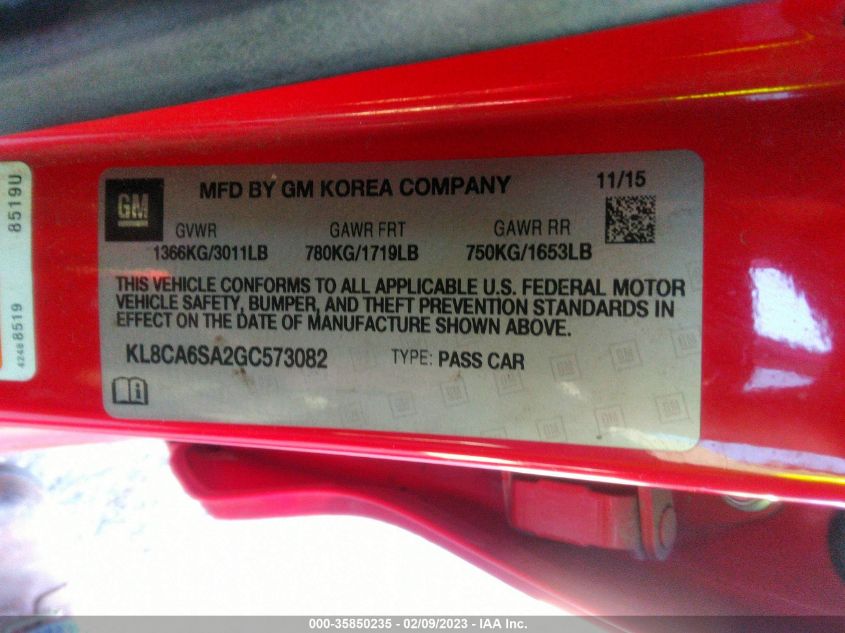 MFD BY GM KOREA COMPANY 11/15
GM
GVWR GAWR FRT GAWR RR
1366KG/3011LB 780KG/1719LB 750KG/1653LB
THIS VEHICLE CONFORMS TO ALL APPLICABLE U.S. FEDERAL MOTOR
VEHICLE SAFETY, BUMPER, AND THEFT PREVENTION STANDARDS IN
EFFECT ON THE DATE OF MANUFACTURE SHOWN ABOVE.
KL8CA6SA2GC573082 TYPE: PASS CAR
8519U
42488519
000-35850235 - 02/09/2023 - IAA Inc.